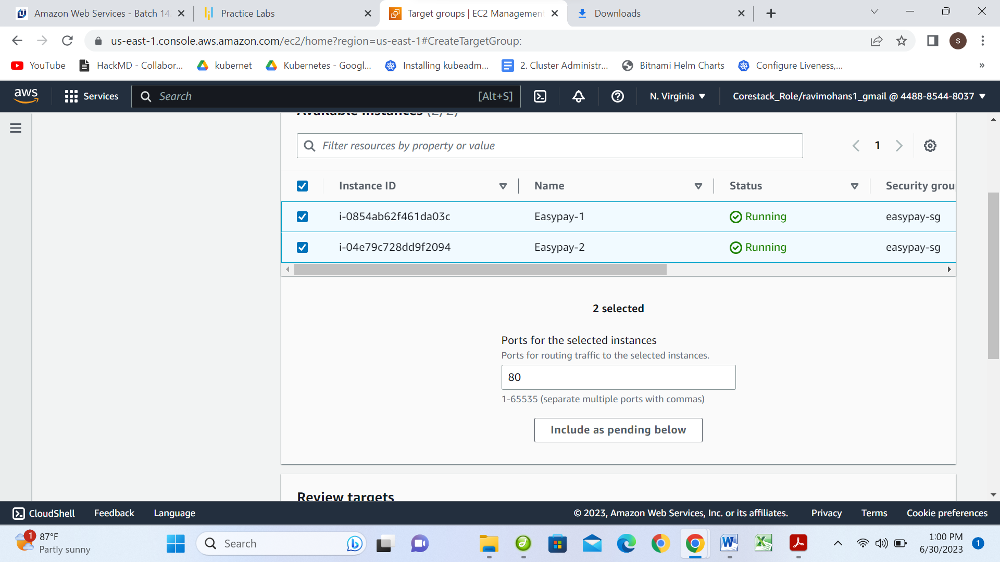 Amazon Web Services - Batch 14
Practice Labs
Target groups | EC2 Management
Downloads
us-east-1.console.aws.amazon.com/ec2/home?region=us-east-1#CreateTargetGroup:
S
YouTube
HackMD - Collabor...
kubernet
Kubernetes - Googl...
Installing kubeadm...
2. Cluster Administr...
Bitnami Helm Charts
Configure Liveness,...
»
aws
Services
Search
[Alt+S]
N. Virginia
Corestack_Role/ravimohans1_gmail @ 4488-8544-8037
Available instances (2/2)
Filter resources by property or value
1
Instance ID
Name
Status
Security grou
i-0854ab62f461da03c
Easypay-1
Running
easypay-sg
i-04e79c728dd9f2094
Easypay-2
Running
easypay-sg
2 selected
Ports for the selected instances
Ports for routing traffic to the selected instances.
80
1-65535 (separate multiple ports with commas)
Include as pending below
Review targets
CloudShell
Feedback
Language
© 2023, Amazon Web Services, Inc. or its affiliates.
Privacy
Terms
Cookie preferences
1
87°F
Partly sunny
Search
1:00 PM
6/30/2023
1